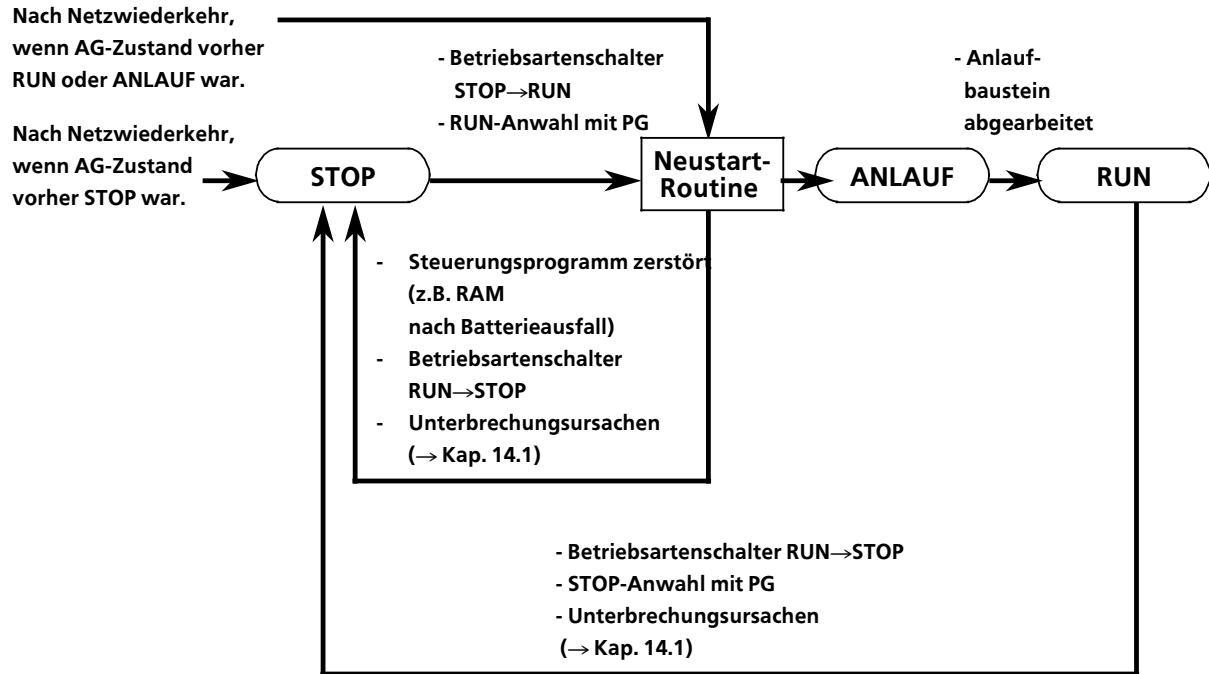 Nach Netzwiederkehr,
wenn AG-Zustand vorher
RUN oder ANLAUF war.
- Betriebsartenschalter
STOP→RUN
- RUN-Anwahl mit PG
- Anlauf-
baustein
abgearbeitet
Nach Netzwiederkehr,
wenn AG-Zustand
vorher STOP war.
STOP
Neustart-
Routine
ANLAUF
RUN
- Steuerungsprogramm zerstört
(z.B. RAM
nach Batterieausfall)
- Betriebsartenschalter
RUN→STOP
- Unterbrechungsursachen
(→ Kap. 14.1)
- Betriebsartenschalter RUN→STOP
- STOP-Anwahl mit PG
- Unterbrechungsursachen
(→ Kap. 14.1)